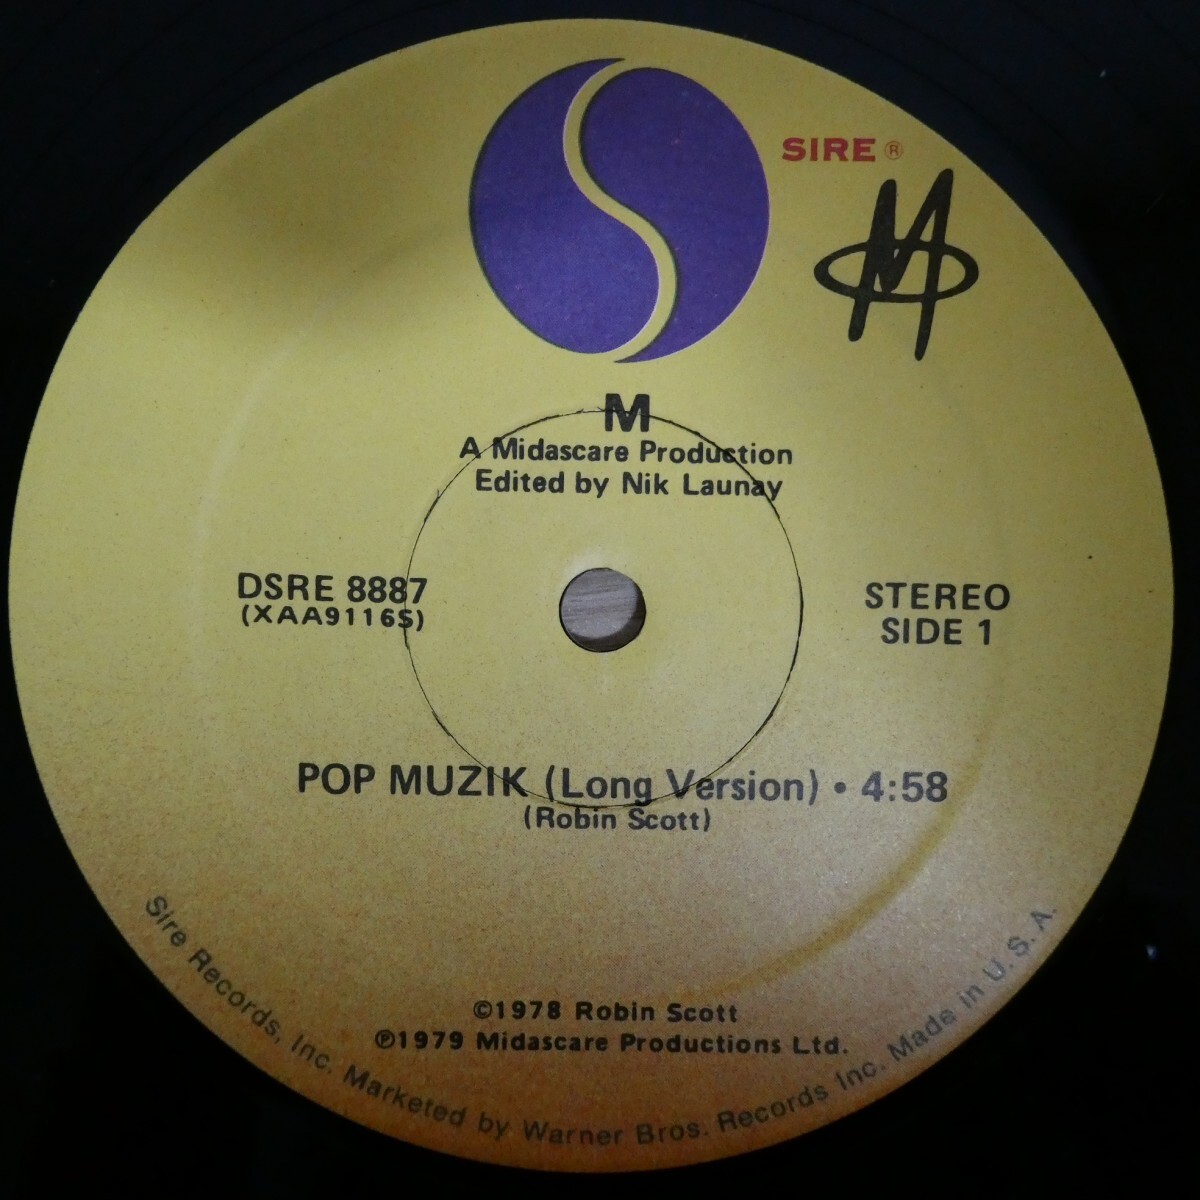 SIRE ®
M
M
A Midascare Production
Edited by Nik Launay
DSRE 8887
(XAA9116S)
STEREO
SIDE 1
POP MUZIK (Long Version) • 4:58
(Robin Scott)
©1978 Robin Scott
℗1979 Midascare Productions Ltd.
Sire Records, Inc. Marketed by Warner Bros. Records Inc. Made in U.S.A.